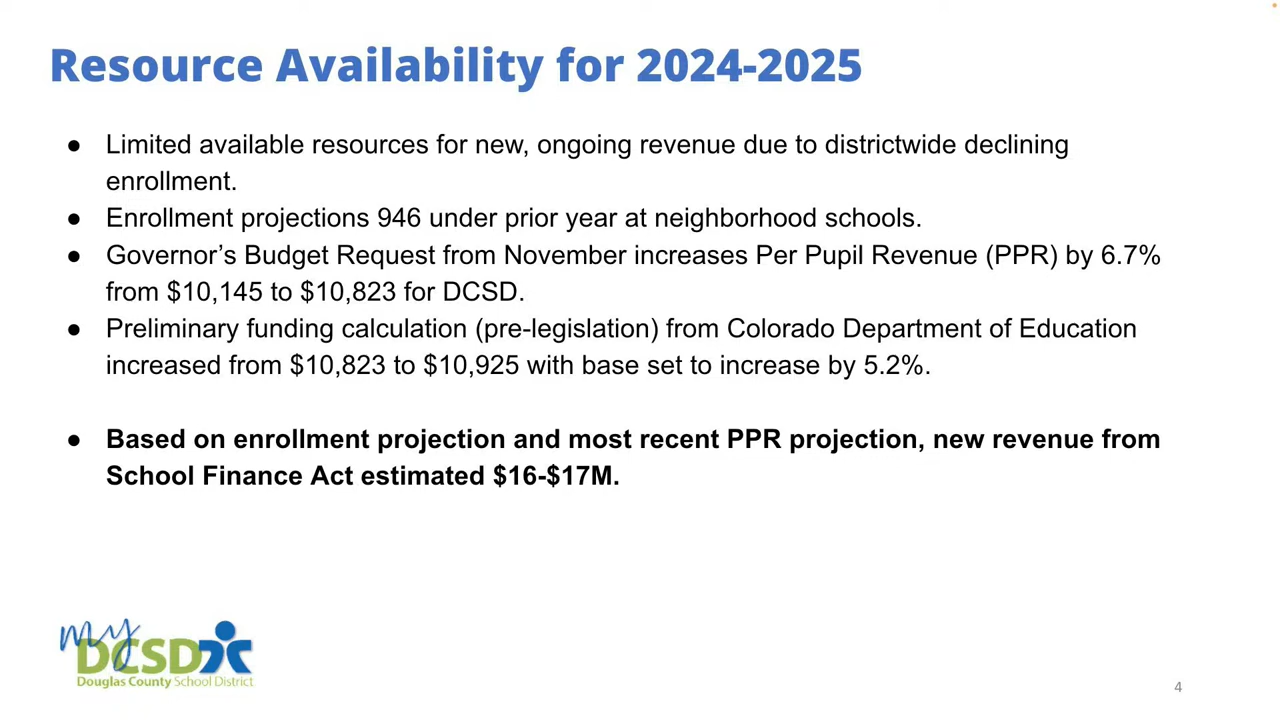 Resource Availability for 2024-2025
● Limited available resources for new, ongoing revenue due to districtwide declining
enrollment.
● Enrollment projections 946 under prior year at neighborhood schools.
● Governor’s Budget Request from November increases Per Pupil Revenue (PPR) by 6.7%
from $10,145 to $10,823 for DCSD.
● Preliminary funding calculation (pre-legislation) from Colorado Department of Education
increased from $10,823 to $10,925 with base set to increase by 5.2%.
● Based on enrollment projection and most recent PPR projection, new revenue from
School Finance Act estimated $16-$17M.
my
DCSD
Douglas County School District
4